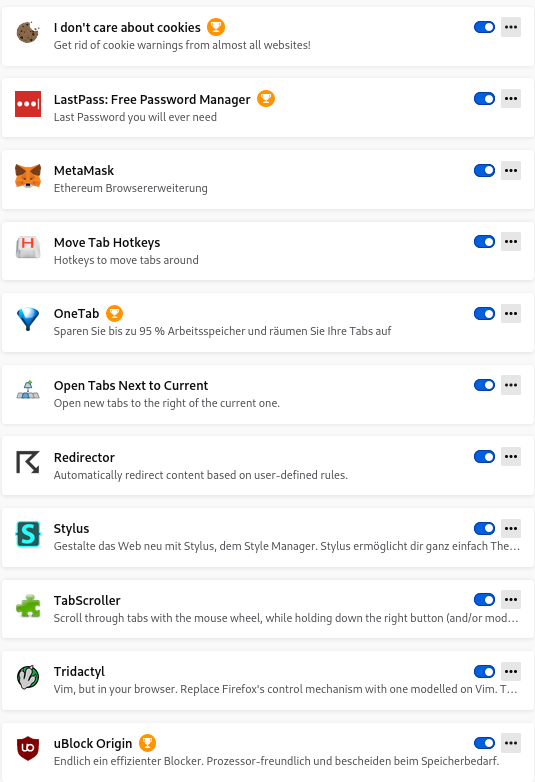 I don't care about cookies
Get rid of cookie warnings from almost all websites!
LastPass: Free Password Manager
Last Password you will ever need
MetaMask
Ethereum Browsererweiterung
H
Move Tab Hotkeys
Hotkeys to move tabs around
OneTab
Sparen Sie bis zu 95 % Arbeitsspeicher und räumen Sie Ihre Tabs auf
Open Tabs Next to Current
Open new tabs to the right of the current one.
Redirector
Automatically redirect content based on user-defined rules.
S
Stylus
Gestalte das Web neu mit Stylus, dem Style Manager. Stylus ermöglicht dir ganz einfach The…
TabScroller
Scroll through tabs with the mouse wheel, while holding down the right button (and/or mod…
Tridactyl
Vim, but in your browser. Replace Firefox's control mechanism with one modelled on Vim. T…
uBlock Origin
Endlich ein effizienter Blocker. Prozessor-freundlich und bescheiden beim Speicherbedarf.